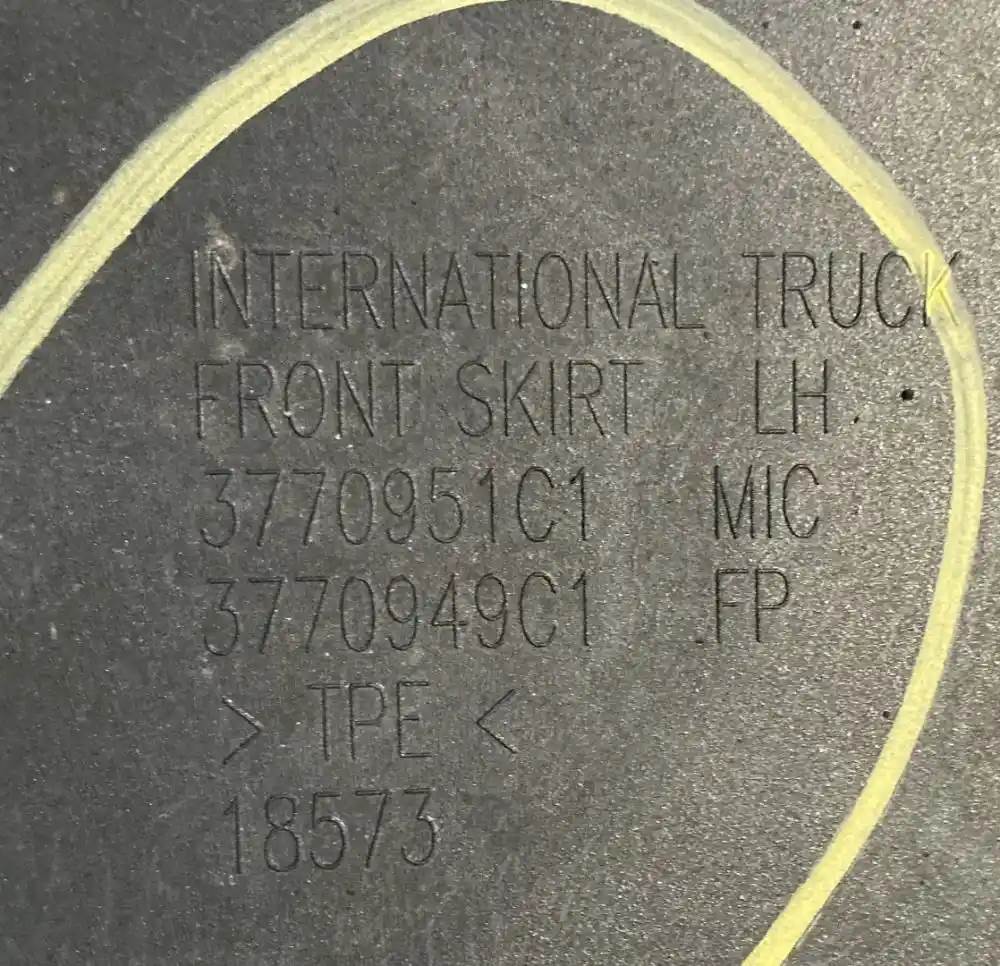 INTERNATIONAL TRUCK
FRONT SKIRT LH
3770951C1 MIC
3770949C1 FP
> TPE <
18573